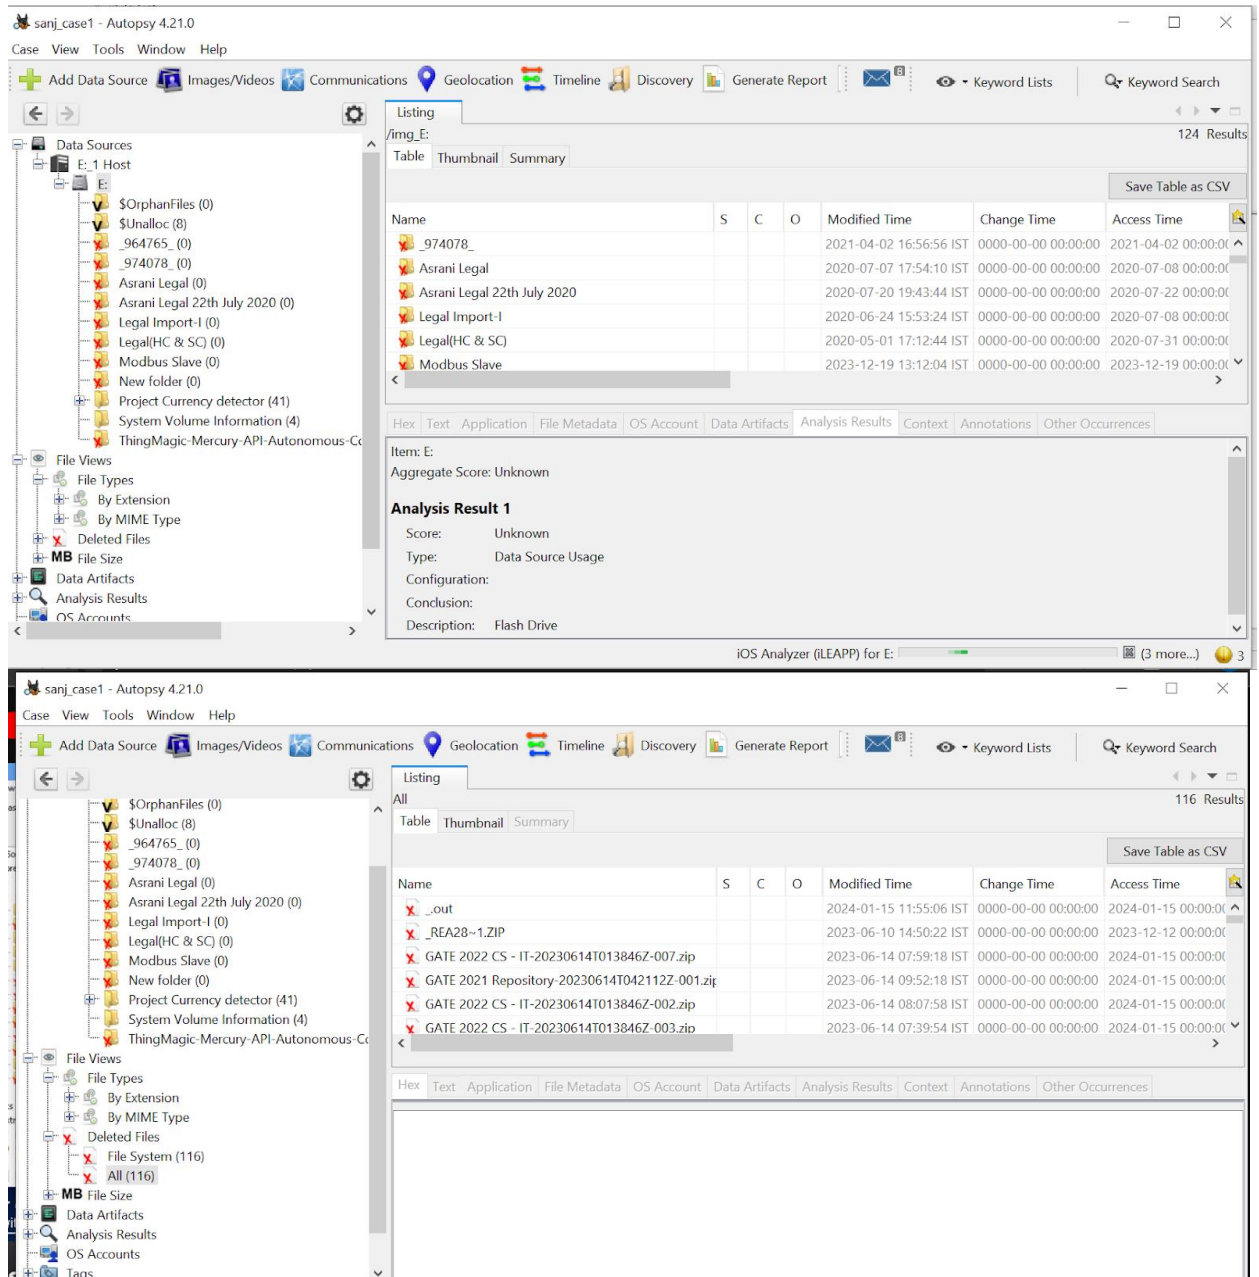 sanj_case1 - Autopsy 4.21.0
Case View Tools Window Help
Add Data Source Images/Videos Communications Geolocation Timeline Discovery Generate Report 8 Keyword Lists Keyword Search
Listing
/img_E: 124 Results
Table Thumbnail Summary
Save Table as CSV
Data Sources
E:_1 Host
E:
$OrphanFiles (0)
$Unalloc (8)
_964765_ (0)
_974078_ (0)
Asrani Legal (0)
Asrani Legal 22th July 2020 (0)
Legal Import-I (0)
Legal(HC & SC) (0)
Modbus Slave (0)
New folder (0)
Project Currency detector (41)
System Volume Information (4)
ThingMagic-Mercury-API-Autonomous-Co
File Views
File Types
By Extension
By MIME Type
Deleted Files
MB File Size
Data Artifacts
Analysis Results
OS Accounts
Name S C O Modified Time Change Time Access Time
_974078_ 2021-04-02 16:56:56 IST 0000-00-00 00:00:00 2021-04-02 00:00:00
Asrani Legal 2020-07-07 17:54:10 IST 0000-00-00 00:00:00 2020-07-08 00:00:00
Asrani Legal 22th July 2020 2020-07-20 19:43:44 IST 0000-00-00 00:00:00 2020-07-22 00:00:00
Legal Import-I 2020-06-24 15:53:24 IST 0000-00-00 00:00:00 2020-07-08 00:00:00
Legal(HC & SC) 2020-05-01 17:12:44 IST 0000-00-00 00:00:00 2020-07-31 00:00:00
Modbus Slave 2023-12-19 13:12:04 IST 0000-00-00 00:00:00 2023-12-19 00:00:00
Hex Text Application File Metadata OS Account Data Artifacts Analysis Results Context Annotations Other Occurrences
Item: E:
Aggregate Score: Unknown
Analysis Result 1
Score: Unknown
Type: Data Source Usage
Configuration:
Conclusion:
Description: Flash Drive
iOS Analyzer (iLEAPP) for E: (3 more...) 3
sanj_case1 - Autopsy 4.21.0
Case View Tools Window Help
Add Data Source Images/Videos Communications Geolocation Timeline Discovery Generate Report 8 Keyword Lists Keyword Search
Listing
All 116 Results
Table Thumbnail Summary
Save Table as CSV
$OrphanFiles (0)
$Unalloc (8)
_964765_ (0)
_974078_ (0)
Asrani Legal (0)
Asrani Legal 22th July 2020 (0)
Legal Import-I (0)
Legal(HC & SC) (0)
Modbus Slave (0)
New folder (0)
Project Currency detector (41)
System Volume Information (4)
ThingMagic-Mercury-API-Autonomous-Co
File Views
File Types
By Extension
By MIME Type
Deleted Files
File System (116)
All (116)
MB File Size
Data Artifacts
Analysis Results
OS Accounts
Tags
Name S C O Modified Time Change Time Access Time
_.out 2024-01-15 11:55:06 IST 0000-00-00 00:00:00 2024-01-15 00:00:00
_REA28~1.ZIP 2023-06-10 14:50:22 IST 0000-00-00 00:00:00 2023-12-12 00:00:00
GATE 2022 CS - IT-20230614T013846Z-007.zip 2023-06-14 07:59:18 IST 0000-00-00 00:00:00 2024-01-15 00:00:00
GATE 2021 Repository-20230614T042112Z-001.zip 2023-06-14 09:52:18 IST 0000-00-00 00:00:00 2024-01-15 00:00:00
GATE 2022 CS - IT-20230614T013846Z-002.zip 2023-06-14 08:07:58 IST 0000-00-00 00:00:00 2024-01-15 00:00:00
GATE 2022 CS - IT-20230614T013846Z-003.zip 2023-06-14 07:39:54 IST 0000-00-00 00:00:00 2024-01-15 00:00:00
Hex Text Application File Metadata OS Account Data Artifacts Analysis Results Context Annotations Other Occurrences